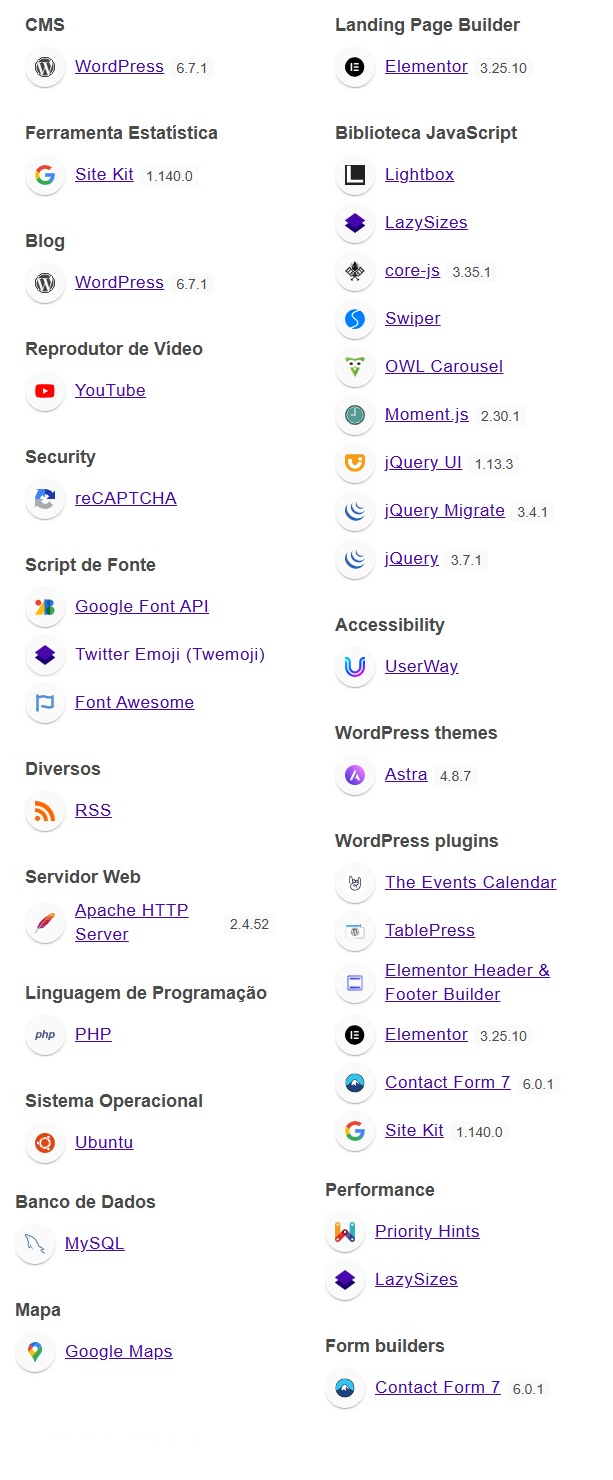 CMS
WordPress 6.7.1
Ferramenta Estatística
Site Kit 1.140.0
Blog
WordPress 6.7.1
Reprodutor de Vídeo
YouTube
Security
reCAPTCHA
Script de Fonte
Google Font API
Twitter Emoji (Twemoji)
Font Awesome
Diversos
RSS
Servidor Web
Apache HTTP
Server 2.4.52
Linguagem de Programação
php PHP
Sistema Operacional
Ubuntu
Banco de Dados
MySQL
Mapa
Google Maps
Landing Page Builder
Elementor 3.25.10
Biblioteca JavaScript
Lightbox
LazySizes
core-js 3.35.1
Swiper
OWL Carousel
Moment.js 2.30.1
jQuery UI 1.13.3
jQuery Migrate 3.4.1
jQuery 3.7.1
Accessibility
UserWay
WordPress themes
Astra 4.8.7
WordPress plugins
The Events Calendar
TablePress
Elementor Header &
Footer Builder
Elementor 3.25.10
Contact Form 7 6.0.1
Site Kit 1.140.0
Performance
Priority Hints
LazySizes
Form builders
Contact Form 7 6.0.1